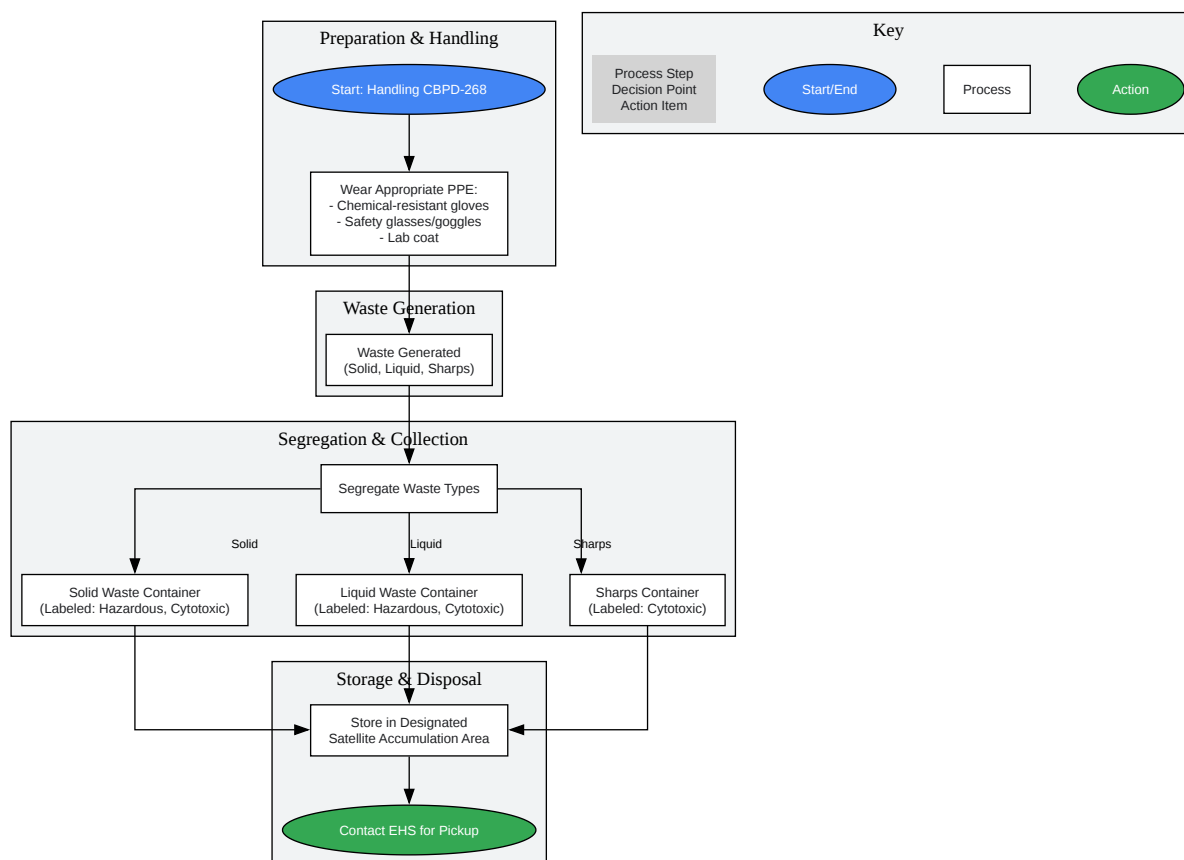 Preparation & Handling
Start: Handling CBPD-268
Wear Appropriate PPE:
- Chemical-resistant gloves
- Safety glasses/goggles
- Lab coat
Key
Process Step
Decision Point
Action Item
Start/End
Process
Action
Waste Generation
Waste Generated
(Solid, Liquid, Sharps)
Segregation & Collection
Segregate Waste Types
Solid
Liquid
Sharps
Solid Waste Container
(Labeled: Hazardous, Cytotoxic)
Liquid Waste Container
(Labeled: Hazardous, Cytotoxic)
Sharps Container
(Labeled: Cytotoxic)
Storage & Disposal
Store in Designated
Satellite Accumulation Area
Contact EHS for Pickup